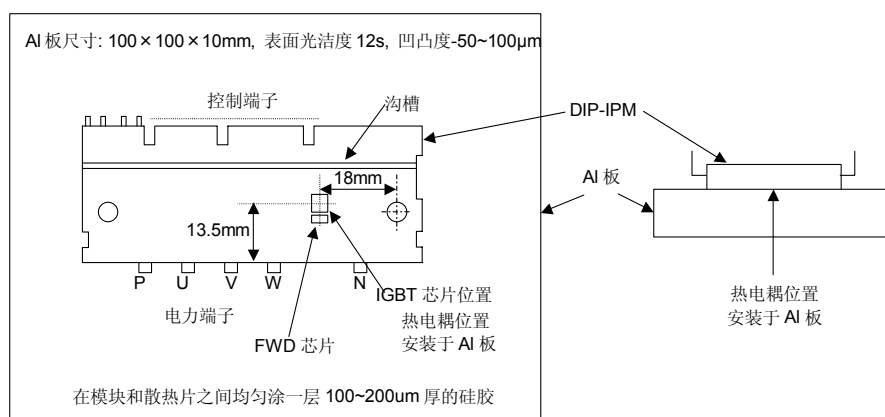 Al 板尺寸: 100×100×10mm, 表面光洁度 12s, 凹凸度-50~100μm
控制端子
沟槽
DIP-IPM
18mm
Al 板
13.5mm
P U V W N
IGBT 芯片位置
电力端子
热电耦位置
安装于 Al 板
FWD 芯片
热电耦位置
安装于 Al 板
在模块和散热片之间均匀涂一层 100~200um 厚的硅胶